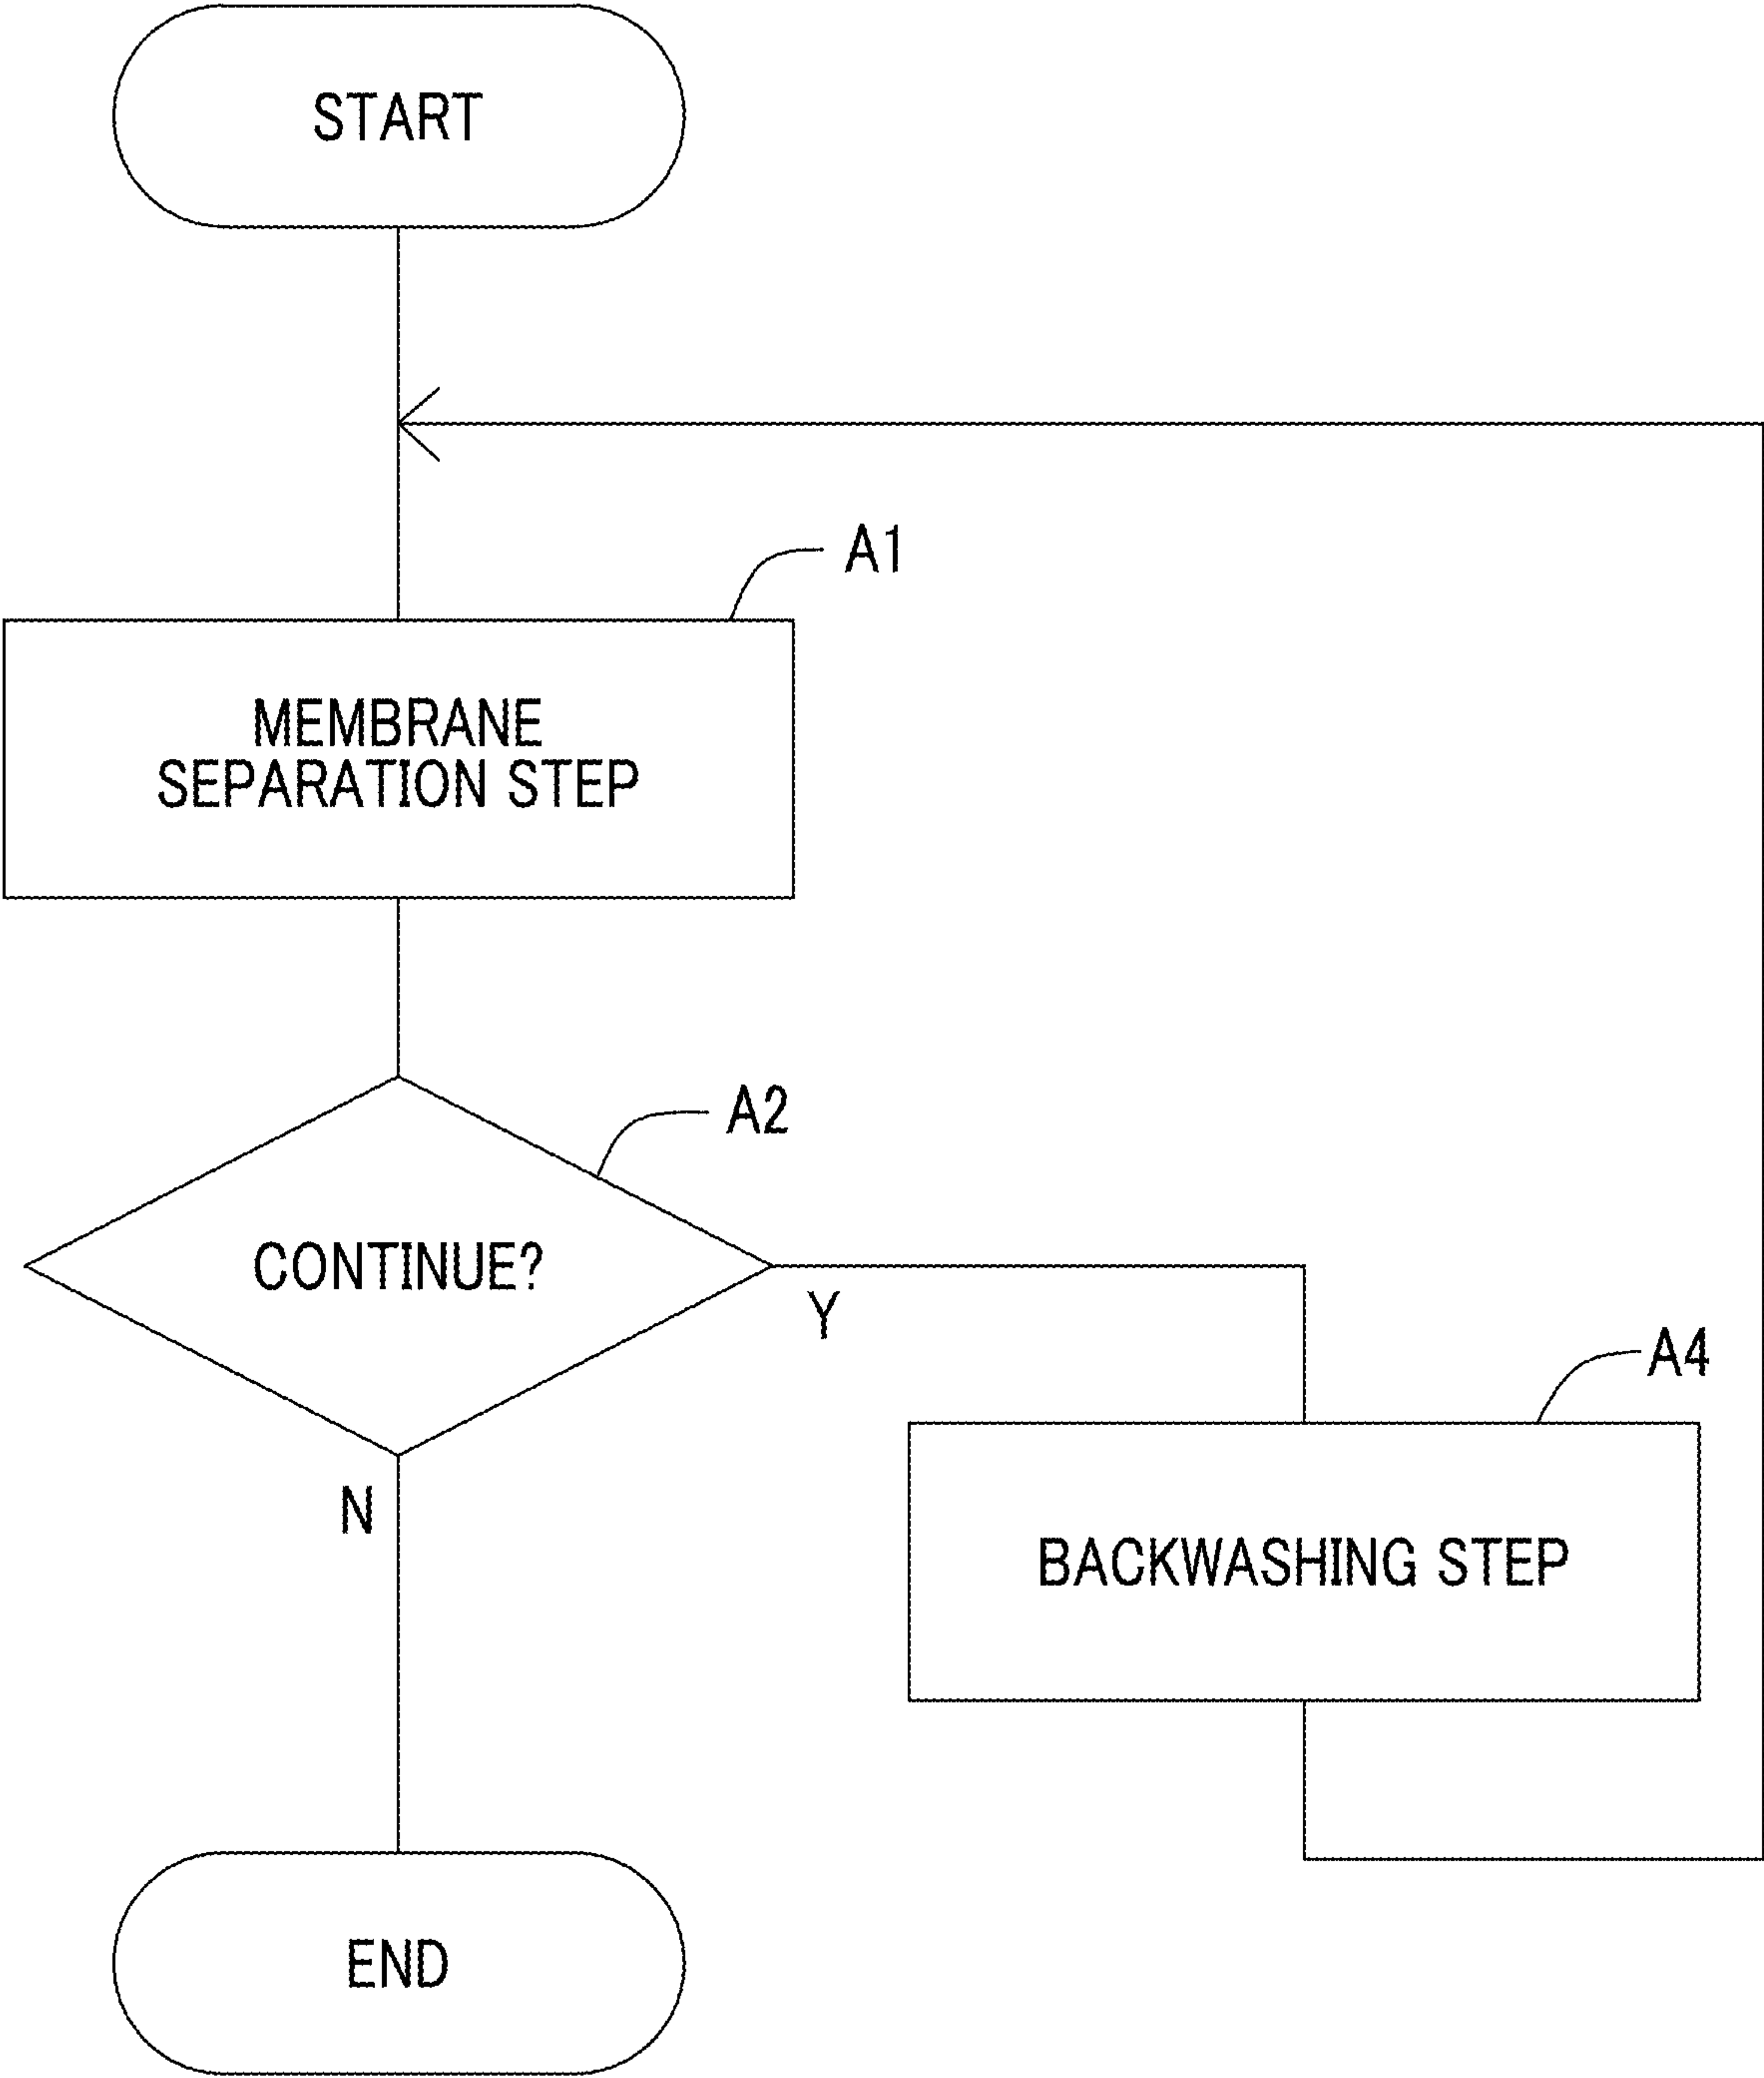 START
A1
MEMBRANE
SEPARATION STEP
A2
CONTINUE?
Y
A4
N
BACKWASHING STEP
END